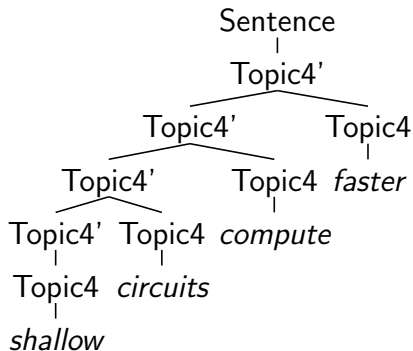 Sentence
Topic4'
Topic4' Topic4
Topic4' Topic4 faster
Topic4' Topic4 compute
Topic4 circuits
shallow